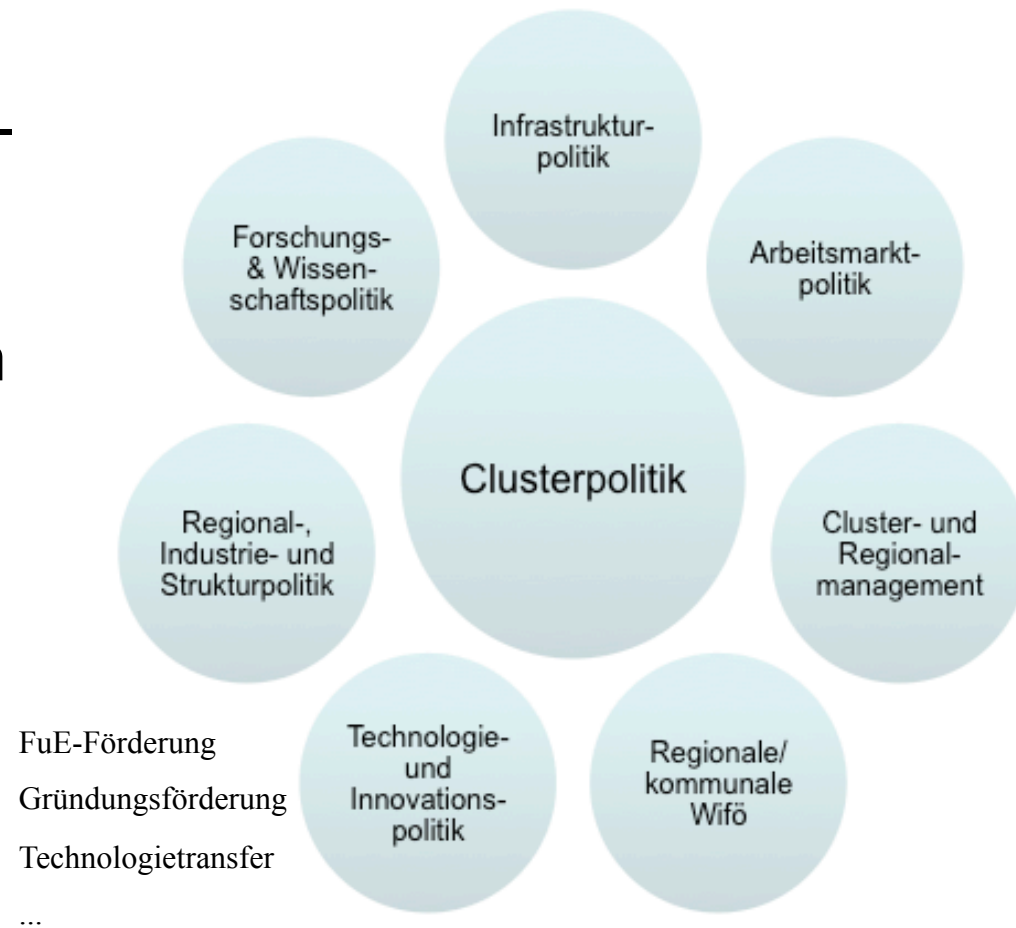 Infrastruktur-
politik
Forschungs-
& Wissen-
schaftspolitik
Arbeitsmarkt-
politik
Clusterpolitik
Regional-,
Industrie- und
Strukturpolitik
Cluster- und
Regional-
management
Technologie-
und
Innovations-
politik
Regionale/
kommunale
Wifö
FuE-Förderung
Gründungsförderung
Technologietransfer
...